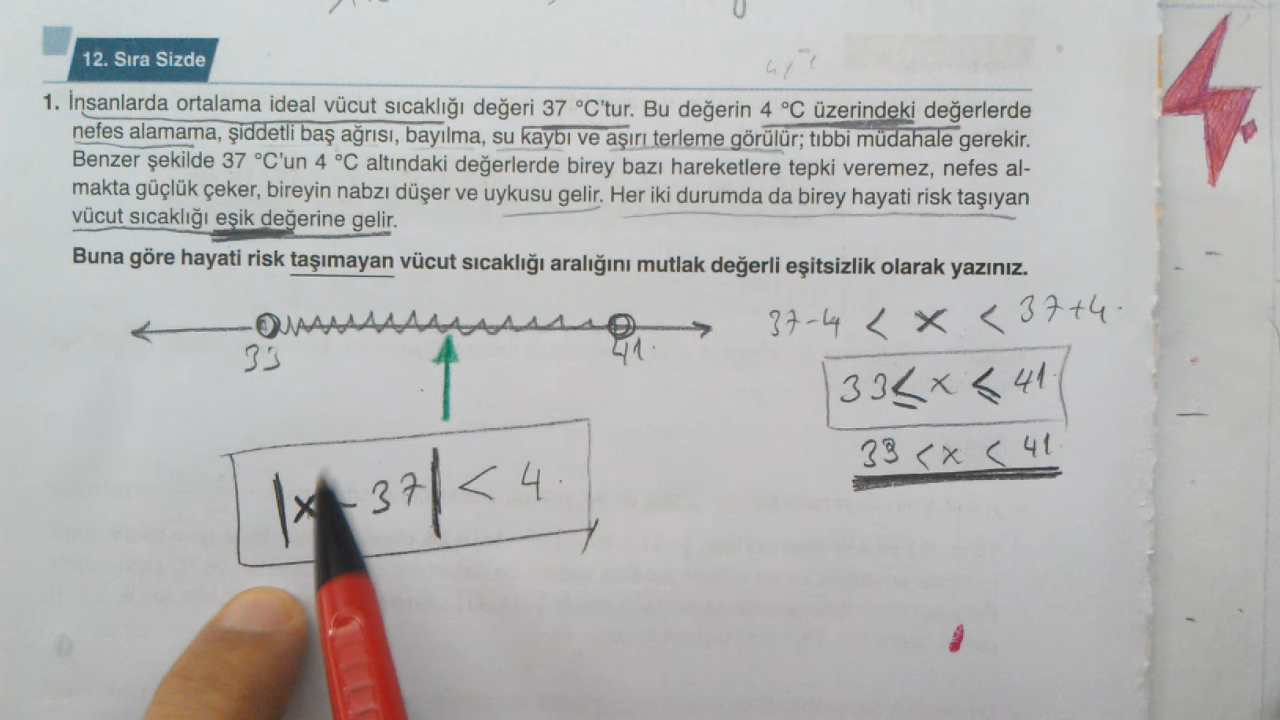 12. Sıra Sizde
1. İnsanlarda ortalama ideal vücut sıcaklığı değeri 37 °C'tur. Bu değerin 4 °C üzerindeki değerlerde
nefes alamama, şiddetli baş ağrısı, bayılma, su kaybı ve aşırı terleme görülür; tıbbi müdahale gerekir.
Benzer şekilde 37 °C'un 4 °C altındaki değerlerde birey bazı hareketlere tepki veremez, nefes al-
makta güçlük çeker, bireyin nabzı düşer ve uykusu gelir. Her iki durumda da birey hayati risk taşıyan
vücut sıcaklığı eşik değerine gelir.
Buna göre hayati risk taşımayan vücut sıcaklığı aralığını mutlak değerli eşitsizlik olarak yazınız.
33 41.
37-4 < x < 37+4.
33 ≤ x ≤ 41.
33 < x < 41
|x - 37| < 4.